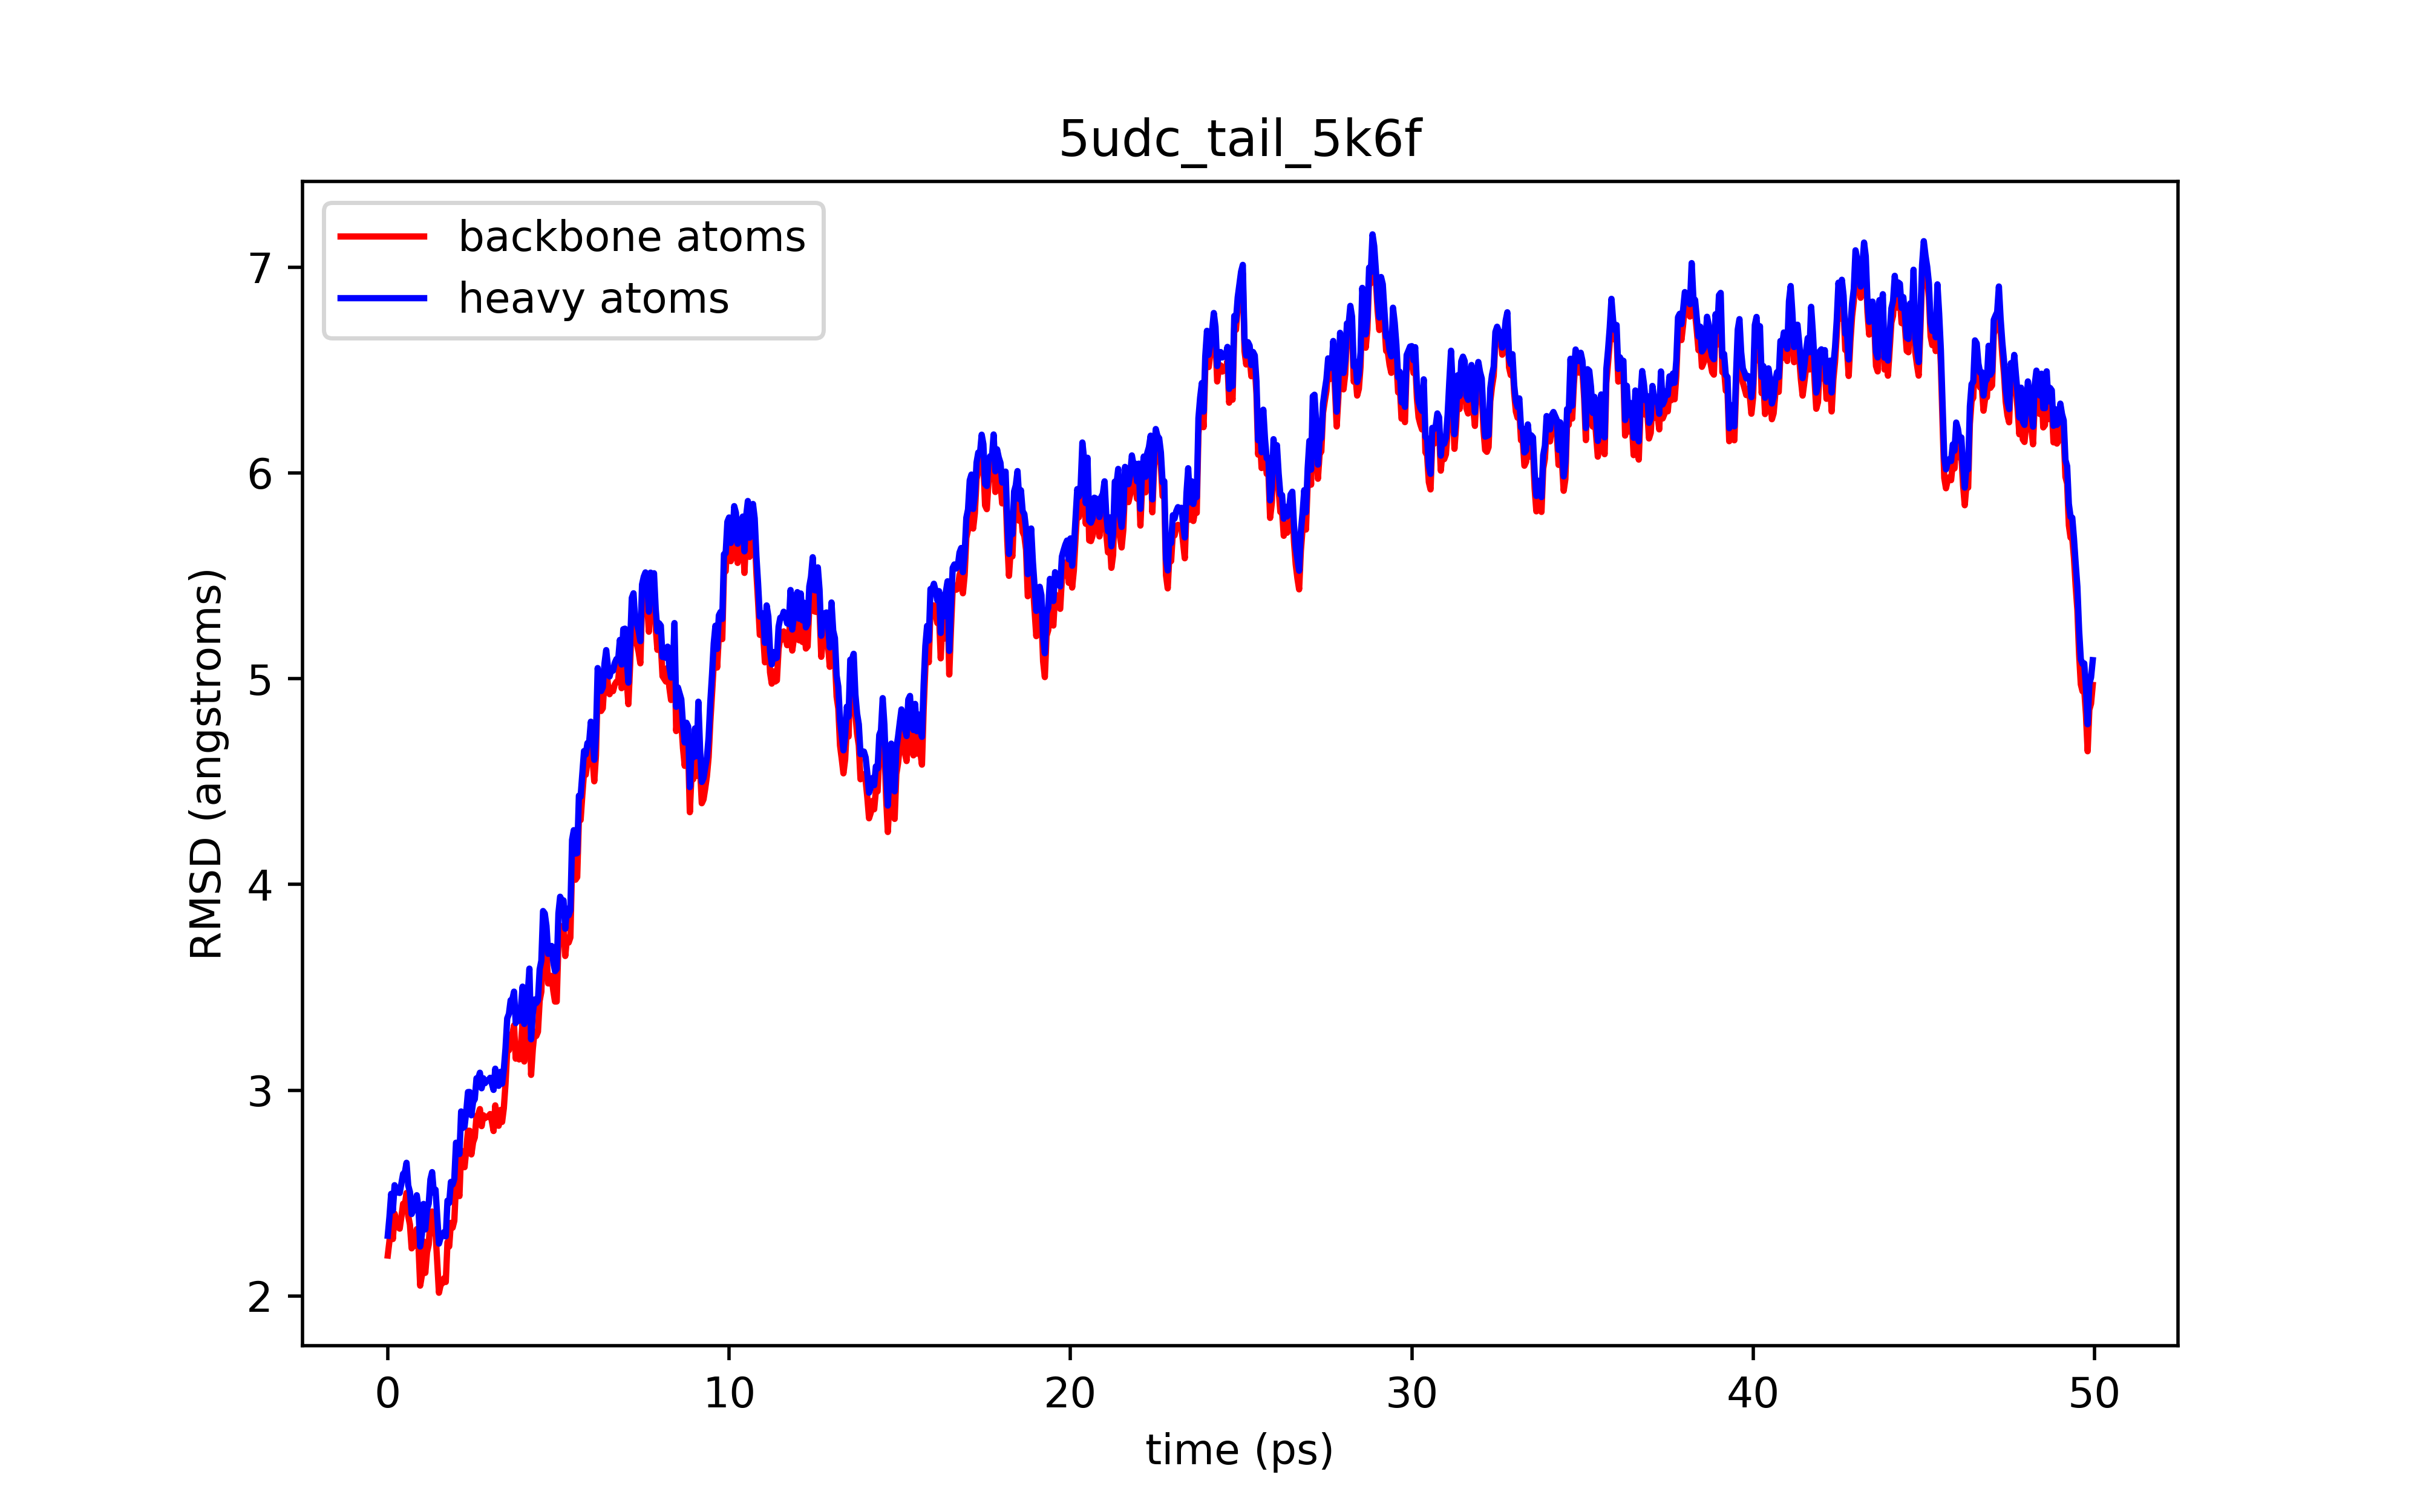 5udc_tail_5k6f
backbone atoms
heavy atoms
RMSD (angstroms)
7
6
5
4
3
2
0 10 20 30 40 50
time (ps)